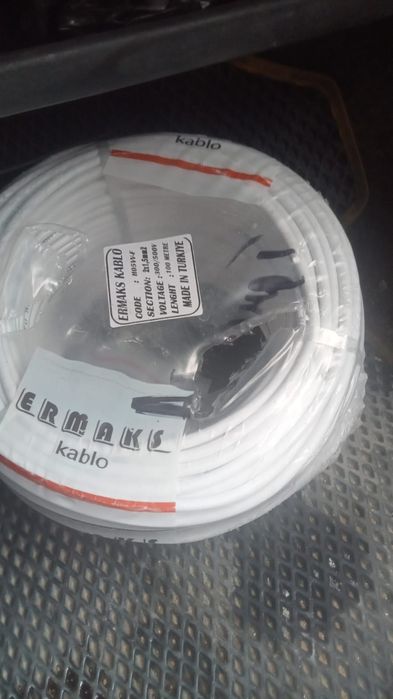 kablo
ERMAKS KABLO
CODE : H05VV-F
SECTION: 2x1,5mm2
VOLTAGE :300/500V
LENGHT :100 METRE
MADE IN TURKIYE
ERMAKS
kablo